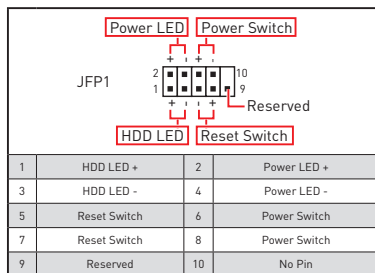 Power LED Power Switch
+ - + -
JFP1
2 10
1 9
+ - - +
Reserved
HDD LED Reset Switch
1 HDD LED + 2 Power LED +
3 HDD LED - 4 Power LED -
5 Reset Switch 6 Power Switch
7 Reset Switch 8 Power Switch
9 Reserved 10 No Pin